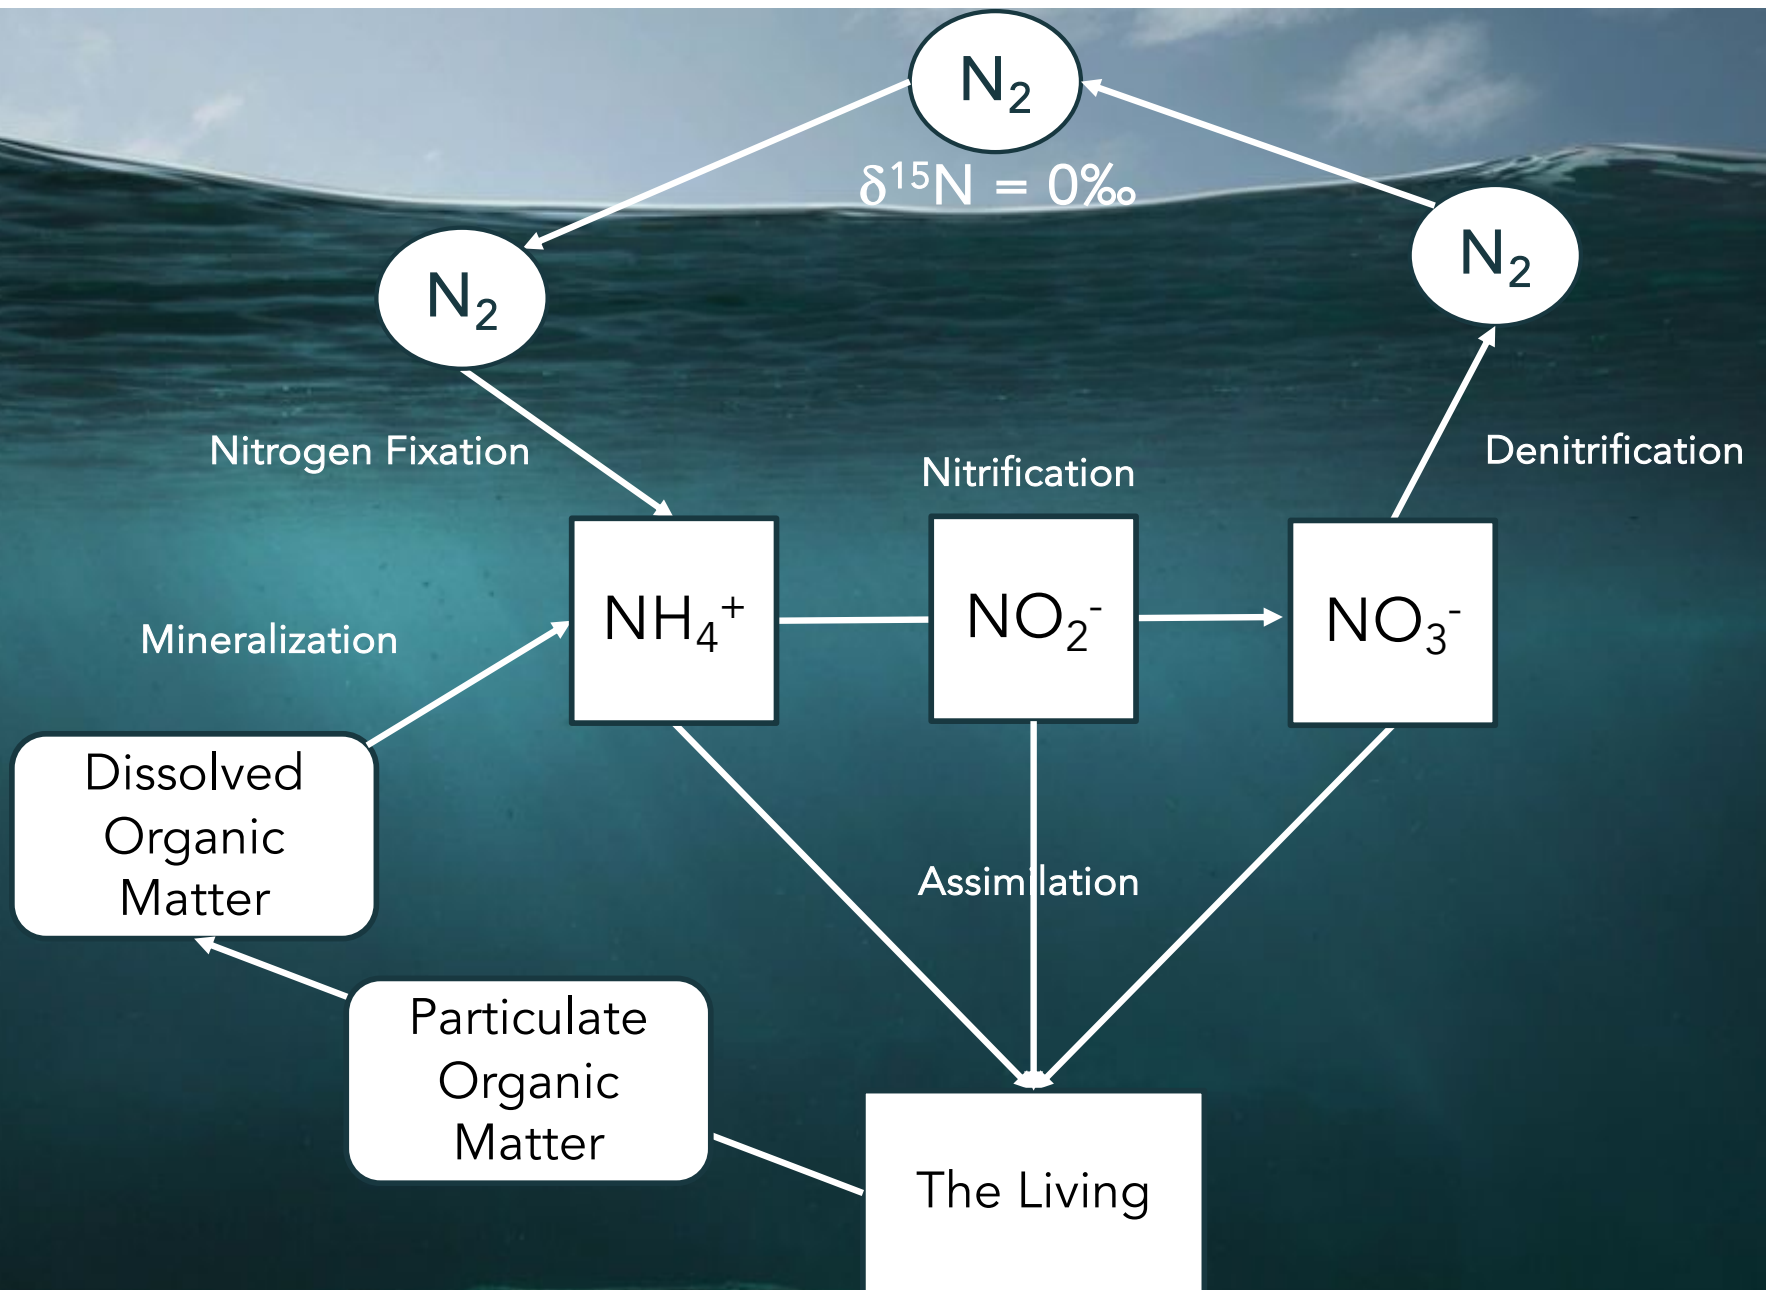 N₂
δ¹⁵N = 0‰
N₂
N₂
Nitrogen Fixation
Nitrification
Denitrification
NH₄⁺
NO₂⁻
NO₃⁻
Mineralization
Dissolved
Organic
Matter
Assimilation
Particulate
Organic
Matter
The Living